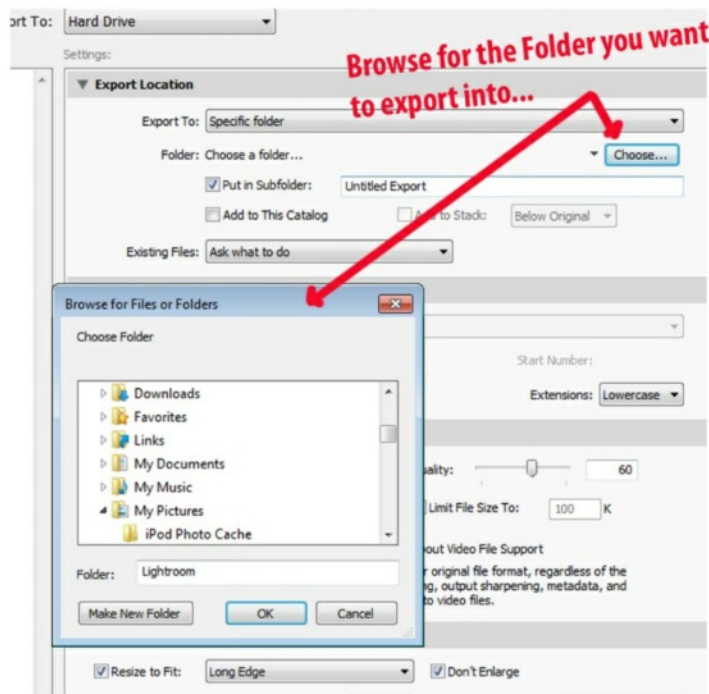 ort To: Hard Drive
Settings:
Browse for the Folder you want
to export into...
Export Location
Export To: Specific folder
Folder: Choose a folder... Choose...
Put in Subfolder: Untitled Export
Add to This Catalog to Stack: Below Original
Existing Files: Ask what to do
Browse for Files or Folders
Choose Folder
Start Number:
Downloads
Extensions: Lowercase
Favorites
Links
My Documents
ality: 60
My Music
Limit File Size To: 100 K
My Pictures
iPod Photo Cache
out Video File Support
r original file format, regardless of the
Folder: Lightroom
ng, output sharpening, metadata, and
to video files.
Make New Folder OK Cancel
Resize to Fit: Long Edge Don't Enlarge